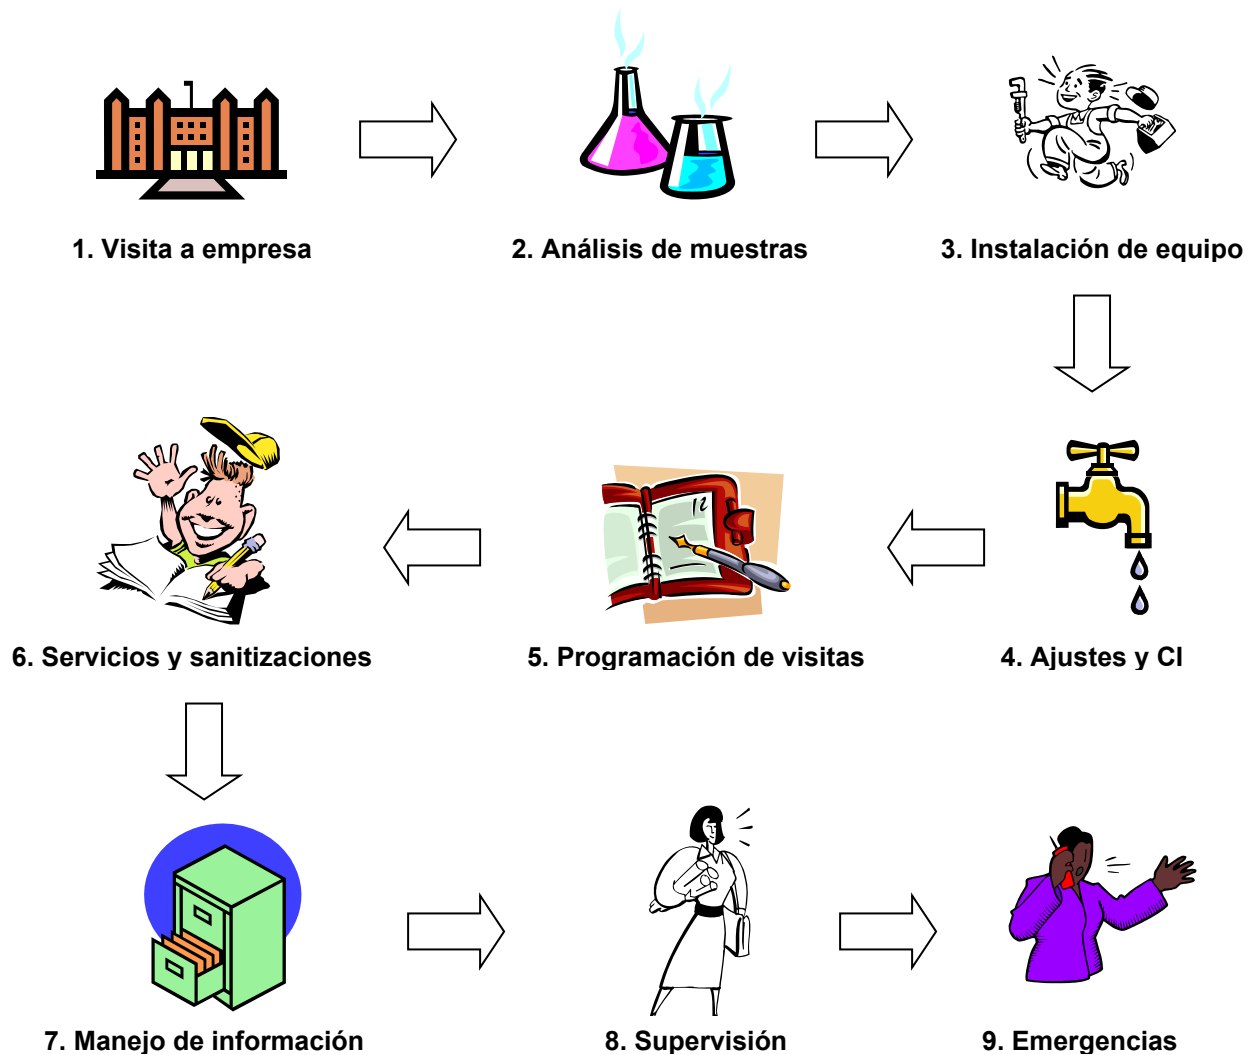 1. Visita a empresa
2. Análisis de muestras
3. Instalación de equipo
12
6. Servicios y sanitizaciones
5. Programación de visitas
4. Ajustes y CI
7. Manejo de información
8. Supervisión
9. Emergencias